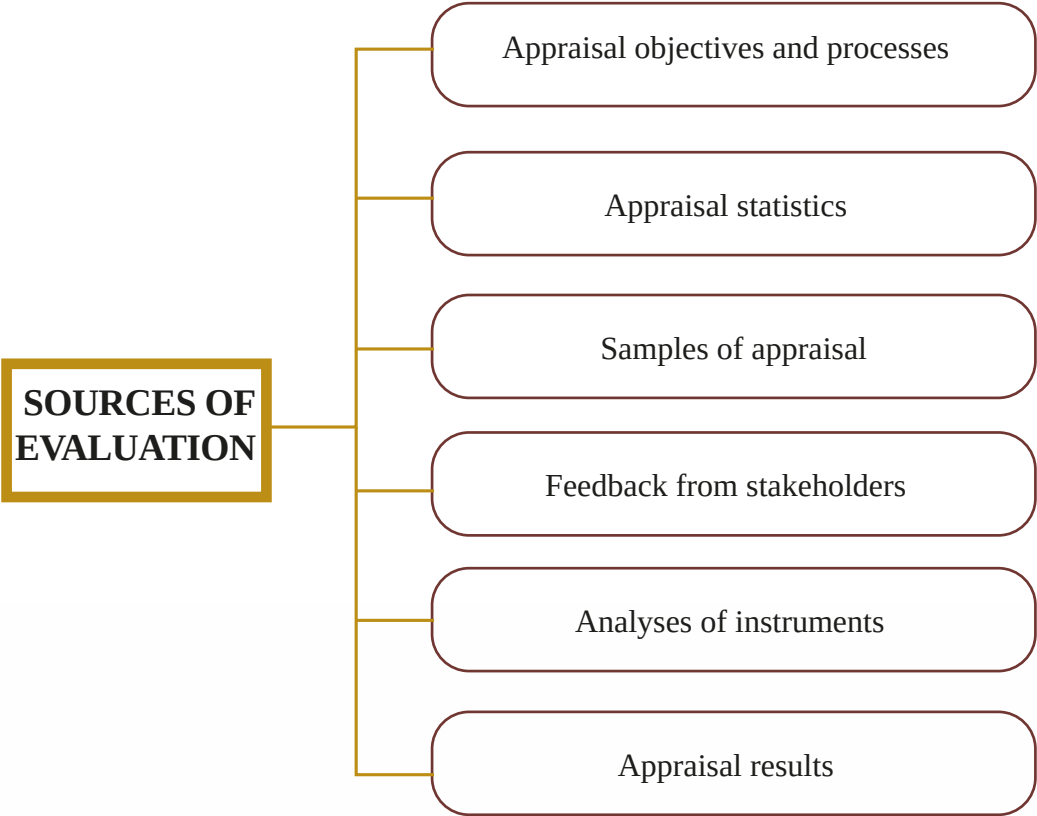 SOURCES OF
EVALUATION
Appraisal objectives and processes
Appraisal statistics
Samples of appraisal
Feedback from stakeholders
Analyses of instruments
Appraisal results